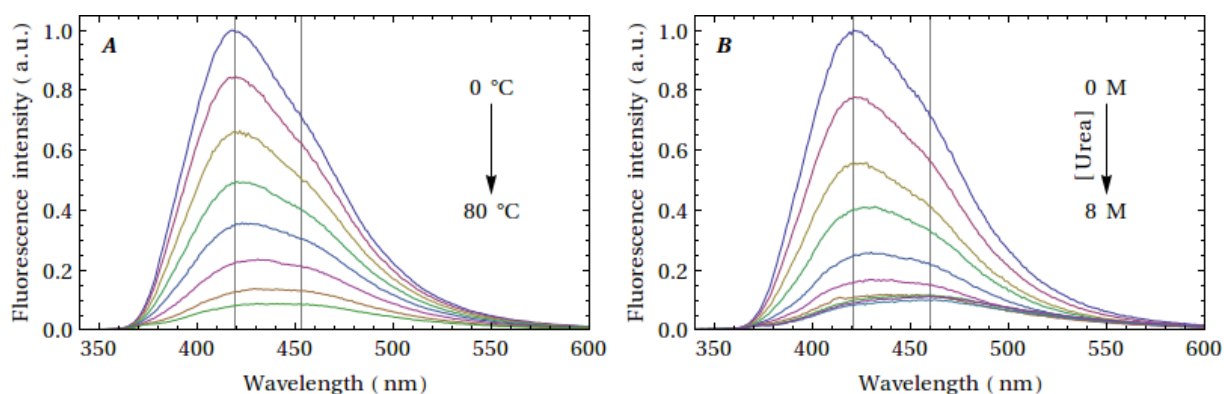 A
Fluorescence intensity ( a.u. )
1.0
0.8
0.6
0.4
0.2
0.0
0 °C
80 °C
350 400 450 500 550 600
Wavelength ( nm )
B
Fluorescence intensity ( a.u. )
1.0
0.8
0.6
0.4
0.2
0.0
0 M
[Urea]
8 M
350 400 450 500 550 600
Wavelength ( nm )